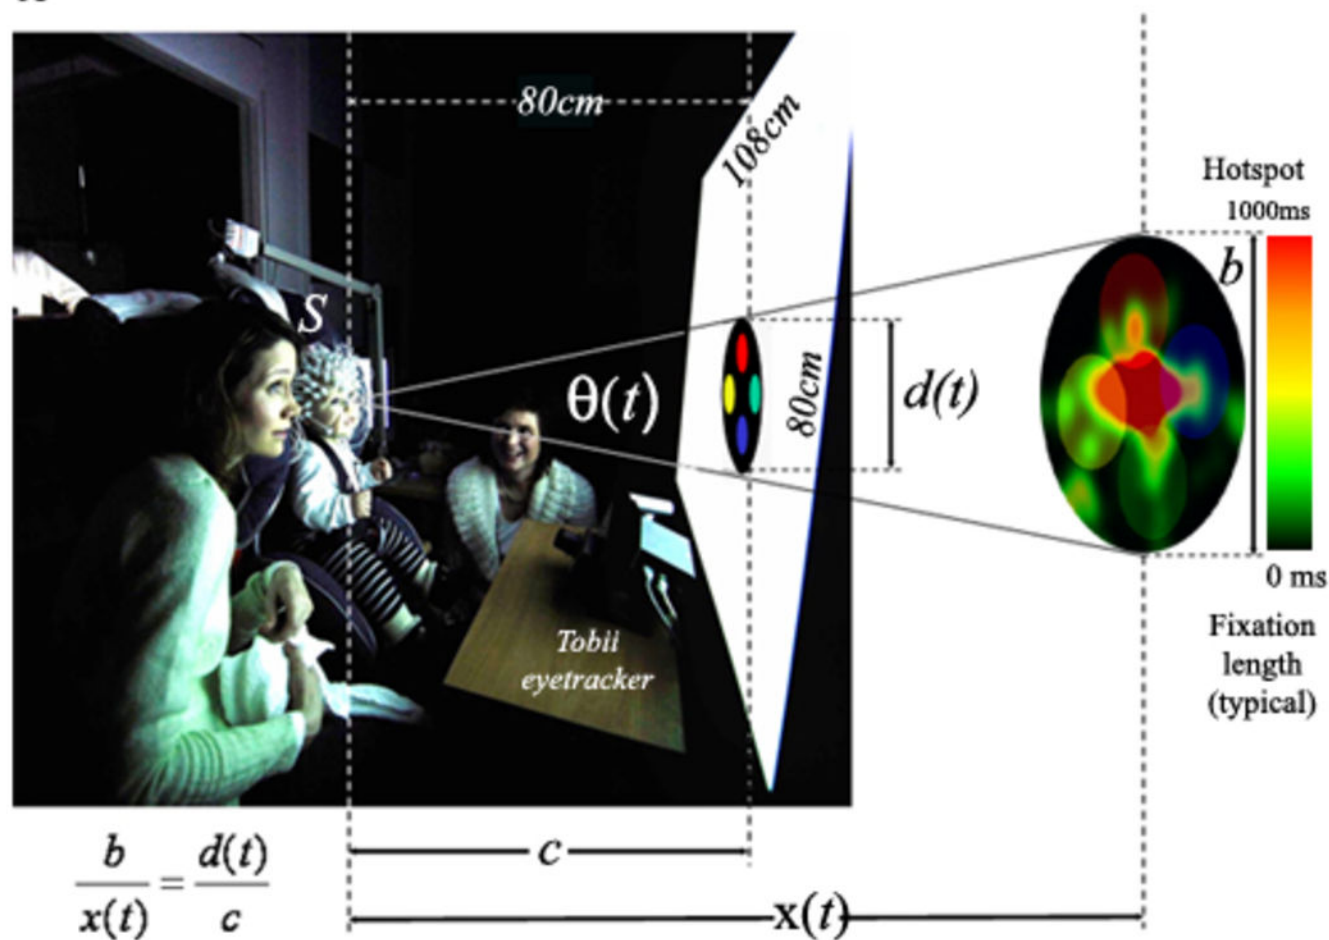 80cm
108cm
Hotspot
1000ms
b
S
θ(t)
80cm
d(t)
0 ms
Fixation
length
(typical)
Tobii
eyetracker
b/x(t) = d(t)/c
c
x(t)